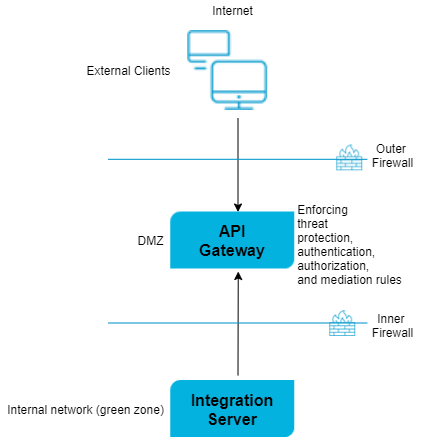 Internet
External Clients
Outer
Firewall
DMZ
API
Gateway
Enforcing
threat
protection,
authentication,
authorization,
and mediation rules
Inner
Firewall
Internal network (green zone)
Integration
Server